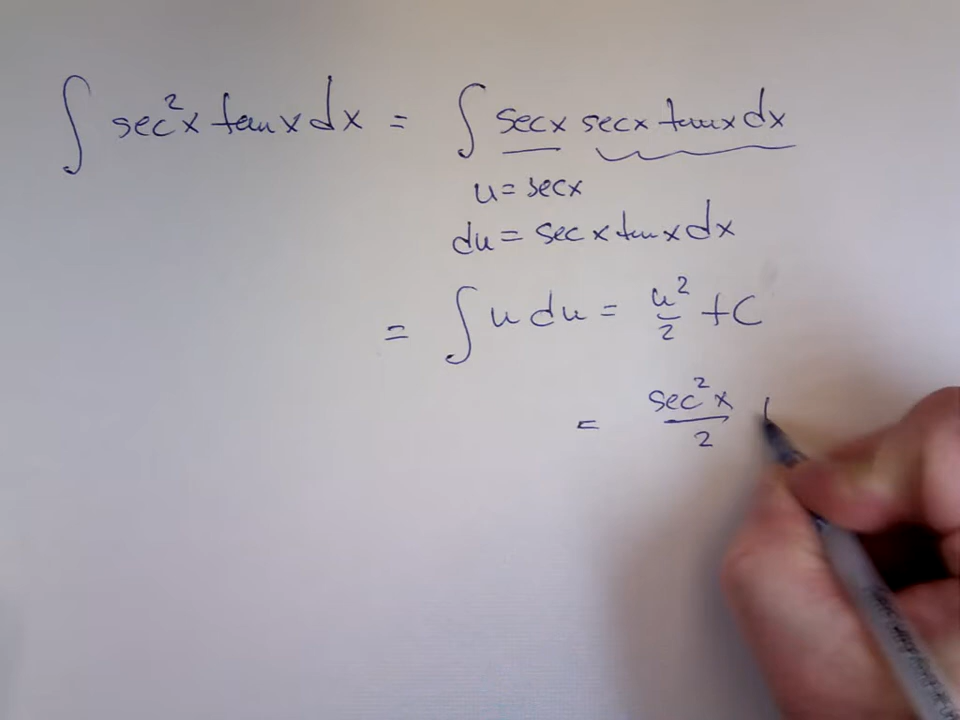 ∫ sec²x tanx dx = ∫ secx secx tanx dx
u = secx
du = secx tanx dx
= ∫ u du = u²/2 + C
= sec²x/2